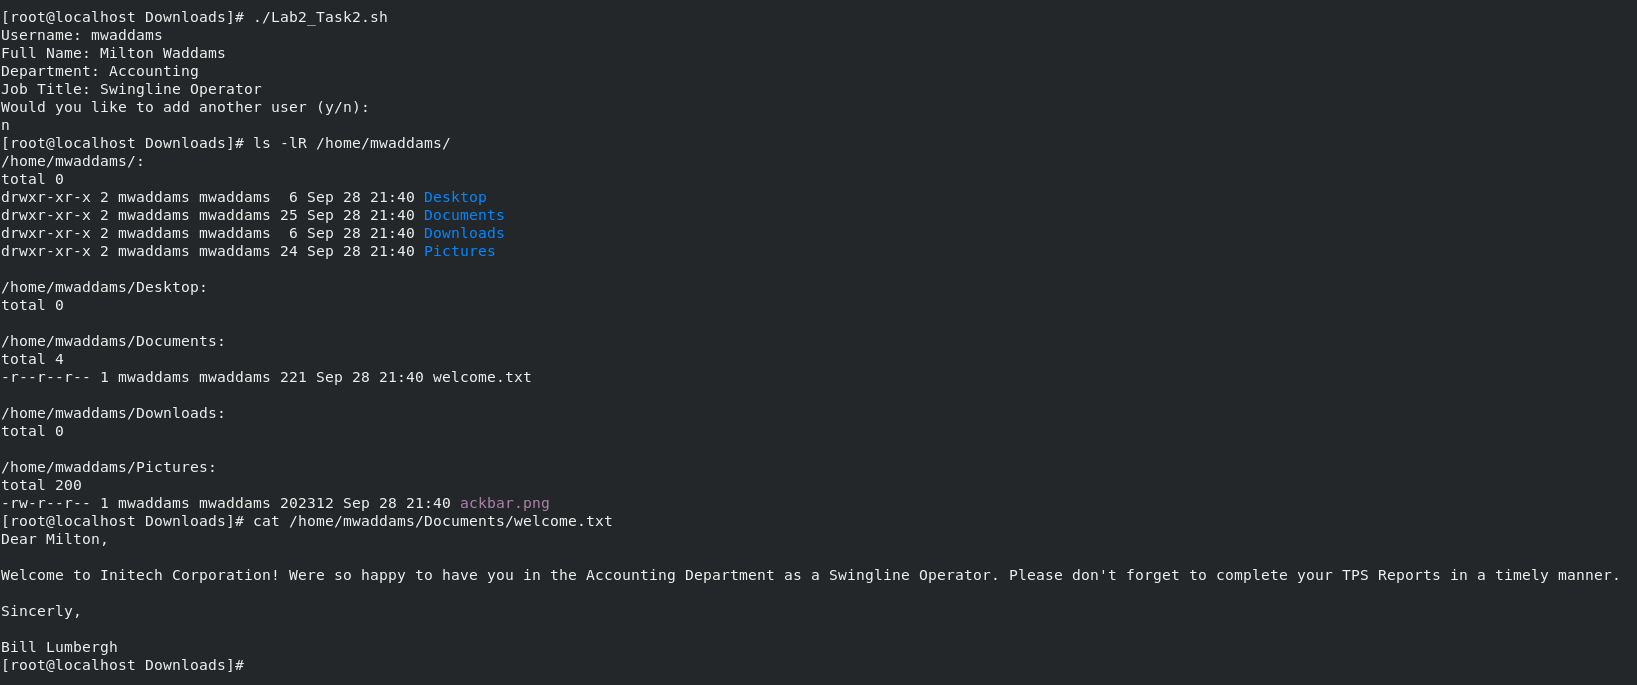 [root@localhost Downloads]# ./Lab2_Task2.sh
Username: mwaddams
Full Name: Milton Waddams
Department: Accounting
Job Title: Swingline Operator
Would you like to add another user (y/n):
n
[root@localhost Downloads]# ls -lR /home/mwaddams/
/home/mwaddams/:
total 0
drwxr-xr-x 2 mwaddams mwaddams  6 Sep 28 21:40 Desktop
drwxr-xr-x 2 mwaddams mwaddams 25 Sep 28 21:40 Documents
drwxr-xr-x 2 mwaddams mwaddams  6 Sep 28 21:40 Downloads
drwxr-xr-x 2 mwaddams mwaddams 24 Sep 28 21:40 Pictures

/home/mwaddams/Desktop:
total 0

/home/mwaddams/Documents:
total 4
-r--r--r-- 1 mwaddams mwaddams 221 Sep 28 21:40 welcome.txt

/home/mwaddams/Downloads:
total 0

/home/mwaddams/Pictures:
total 200
-rw-r--r-- 1 mwaddams mwaddams 202312 Sep 28 21:40 ackbar.png
[root@localhost Downloads]# cat /home/mwaddams/Documents/welcome.txt
Dear Milton,

Welcome to Initech Corporation! Were so happy to have you in the Accounting Department as a Swingline Operator. Please don't forget to complete your TPS Reports in a timely manner.

Sincerly,

Bill Lumbergh
[root@localhost Downloads]#